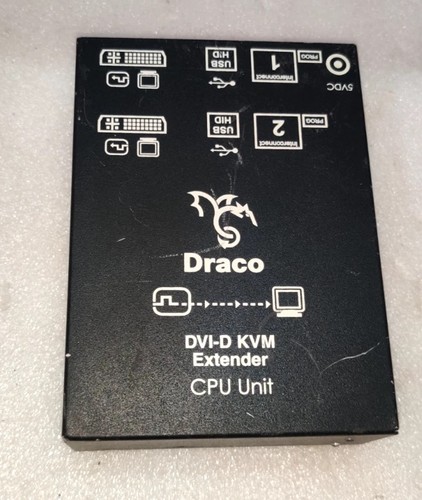 USB
HID
Interconnect
1
PROG
5VDC
USB
HID
Interconnect
2
PROG
Draco
DVI-D KVM
Extender
CPU Unit